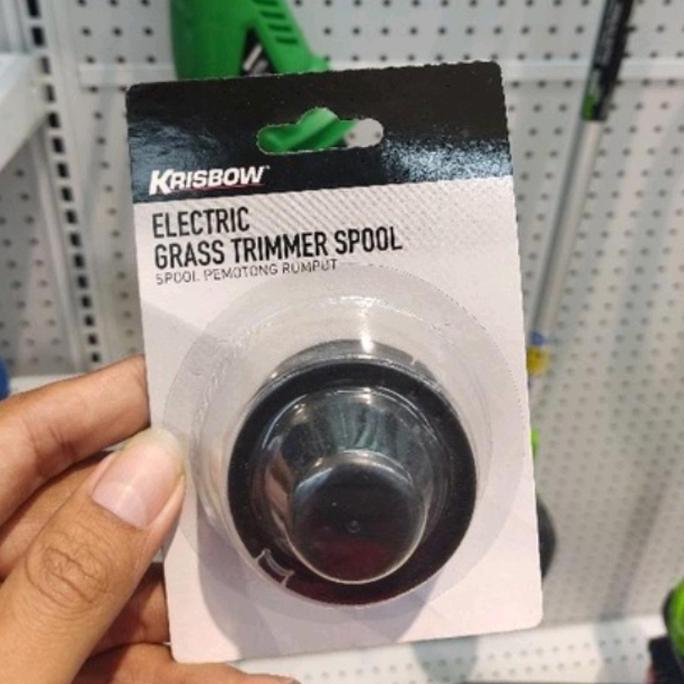 KRISBOW
ELECTRIC
GRASS TRIMMER SPOOL
SPOOL PEMOTONG RUMPUT